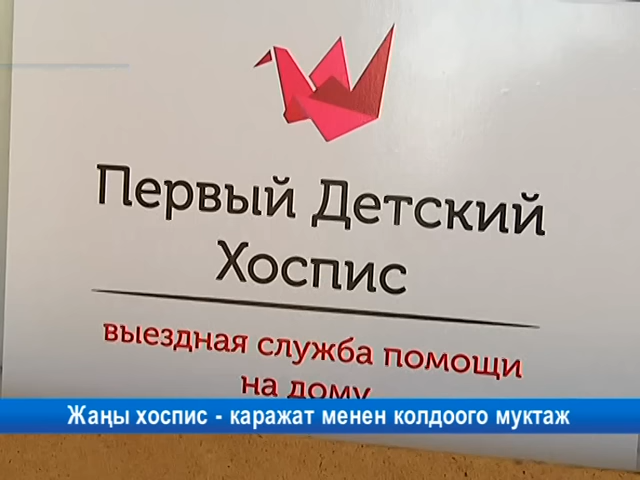 Первый Детский
Хоспис
выездная служба помощи
на дому
Жаңы хоспис - каражат менен колдоого муктаж